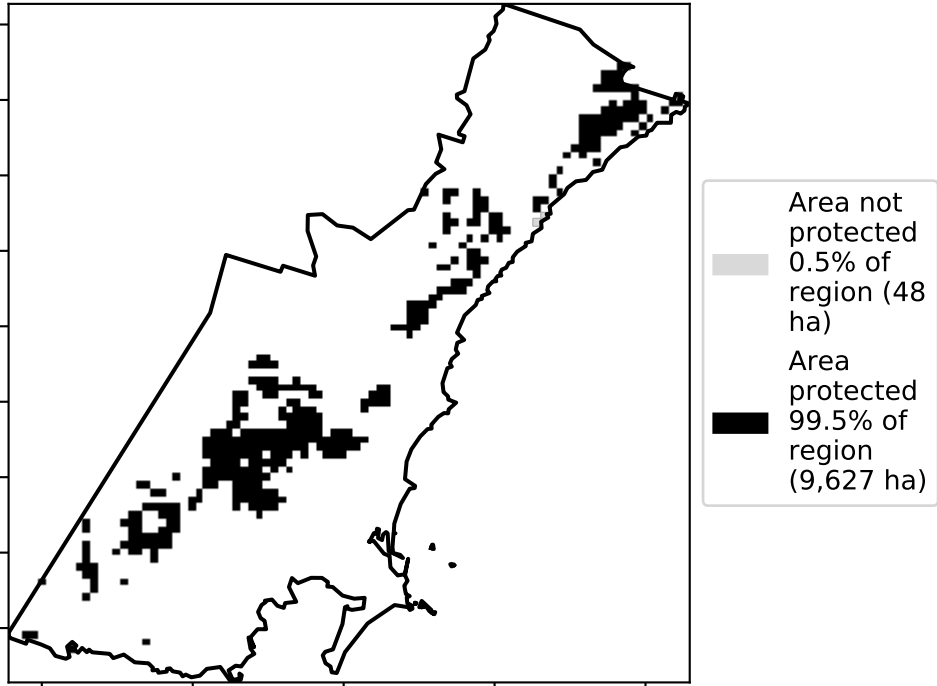 Area not
protected
0.5% of
region (48
ha)
Area
protected
99.5% of
region
(9,627 ha)